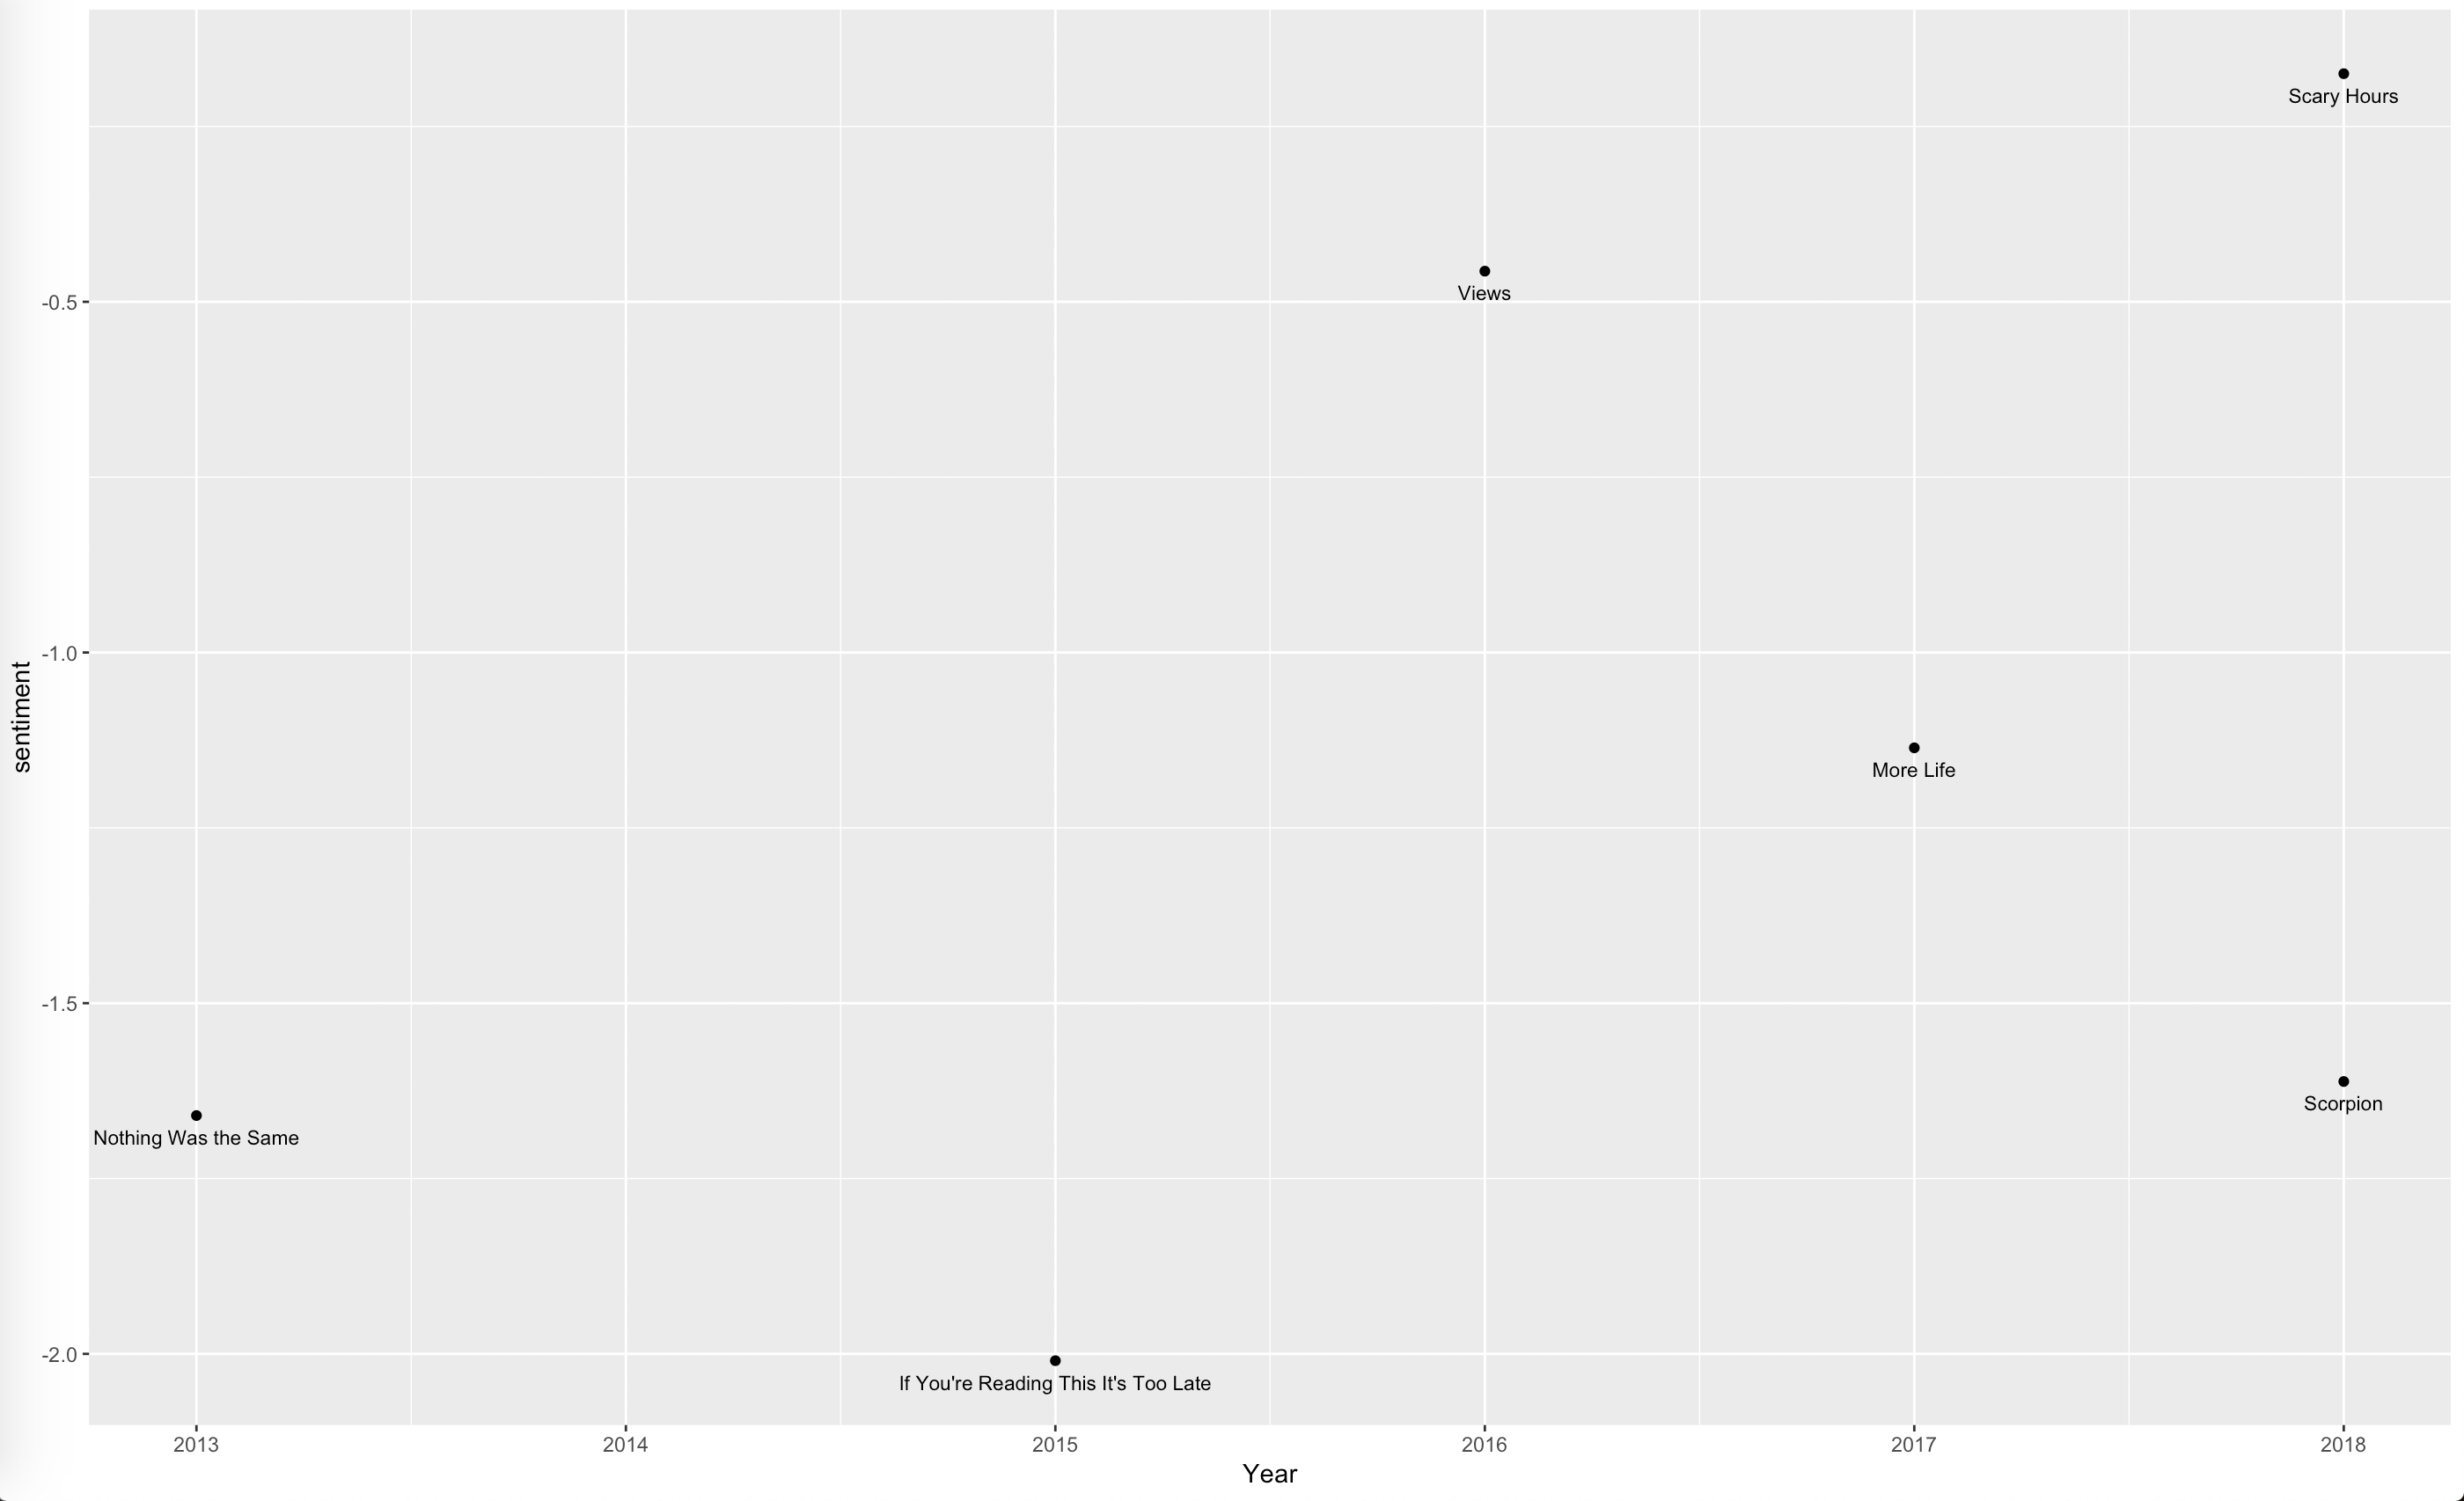 Scary Hours
Views
-0.5
sentiment
-1.0
More Life
-1.5
Scorpion
Nothing Was the Same
-2.0
If You're Reading This It's Too Late
2013 2014 2015 2016 2017 2018
Year